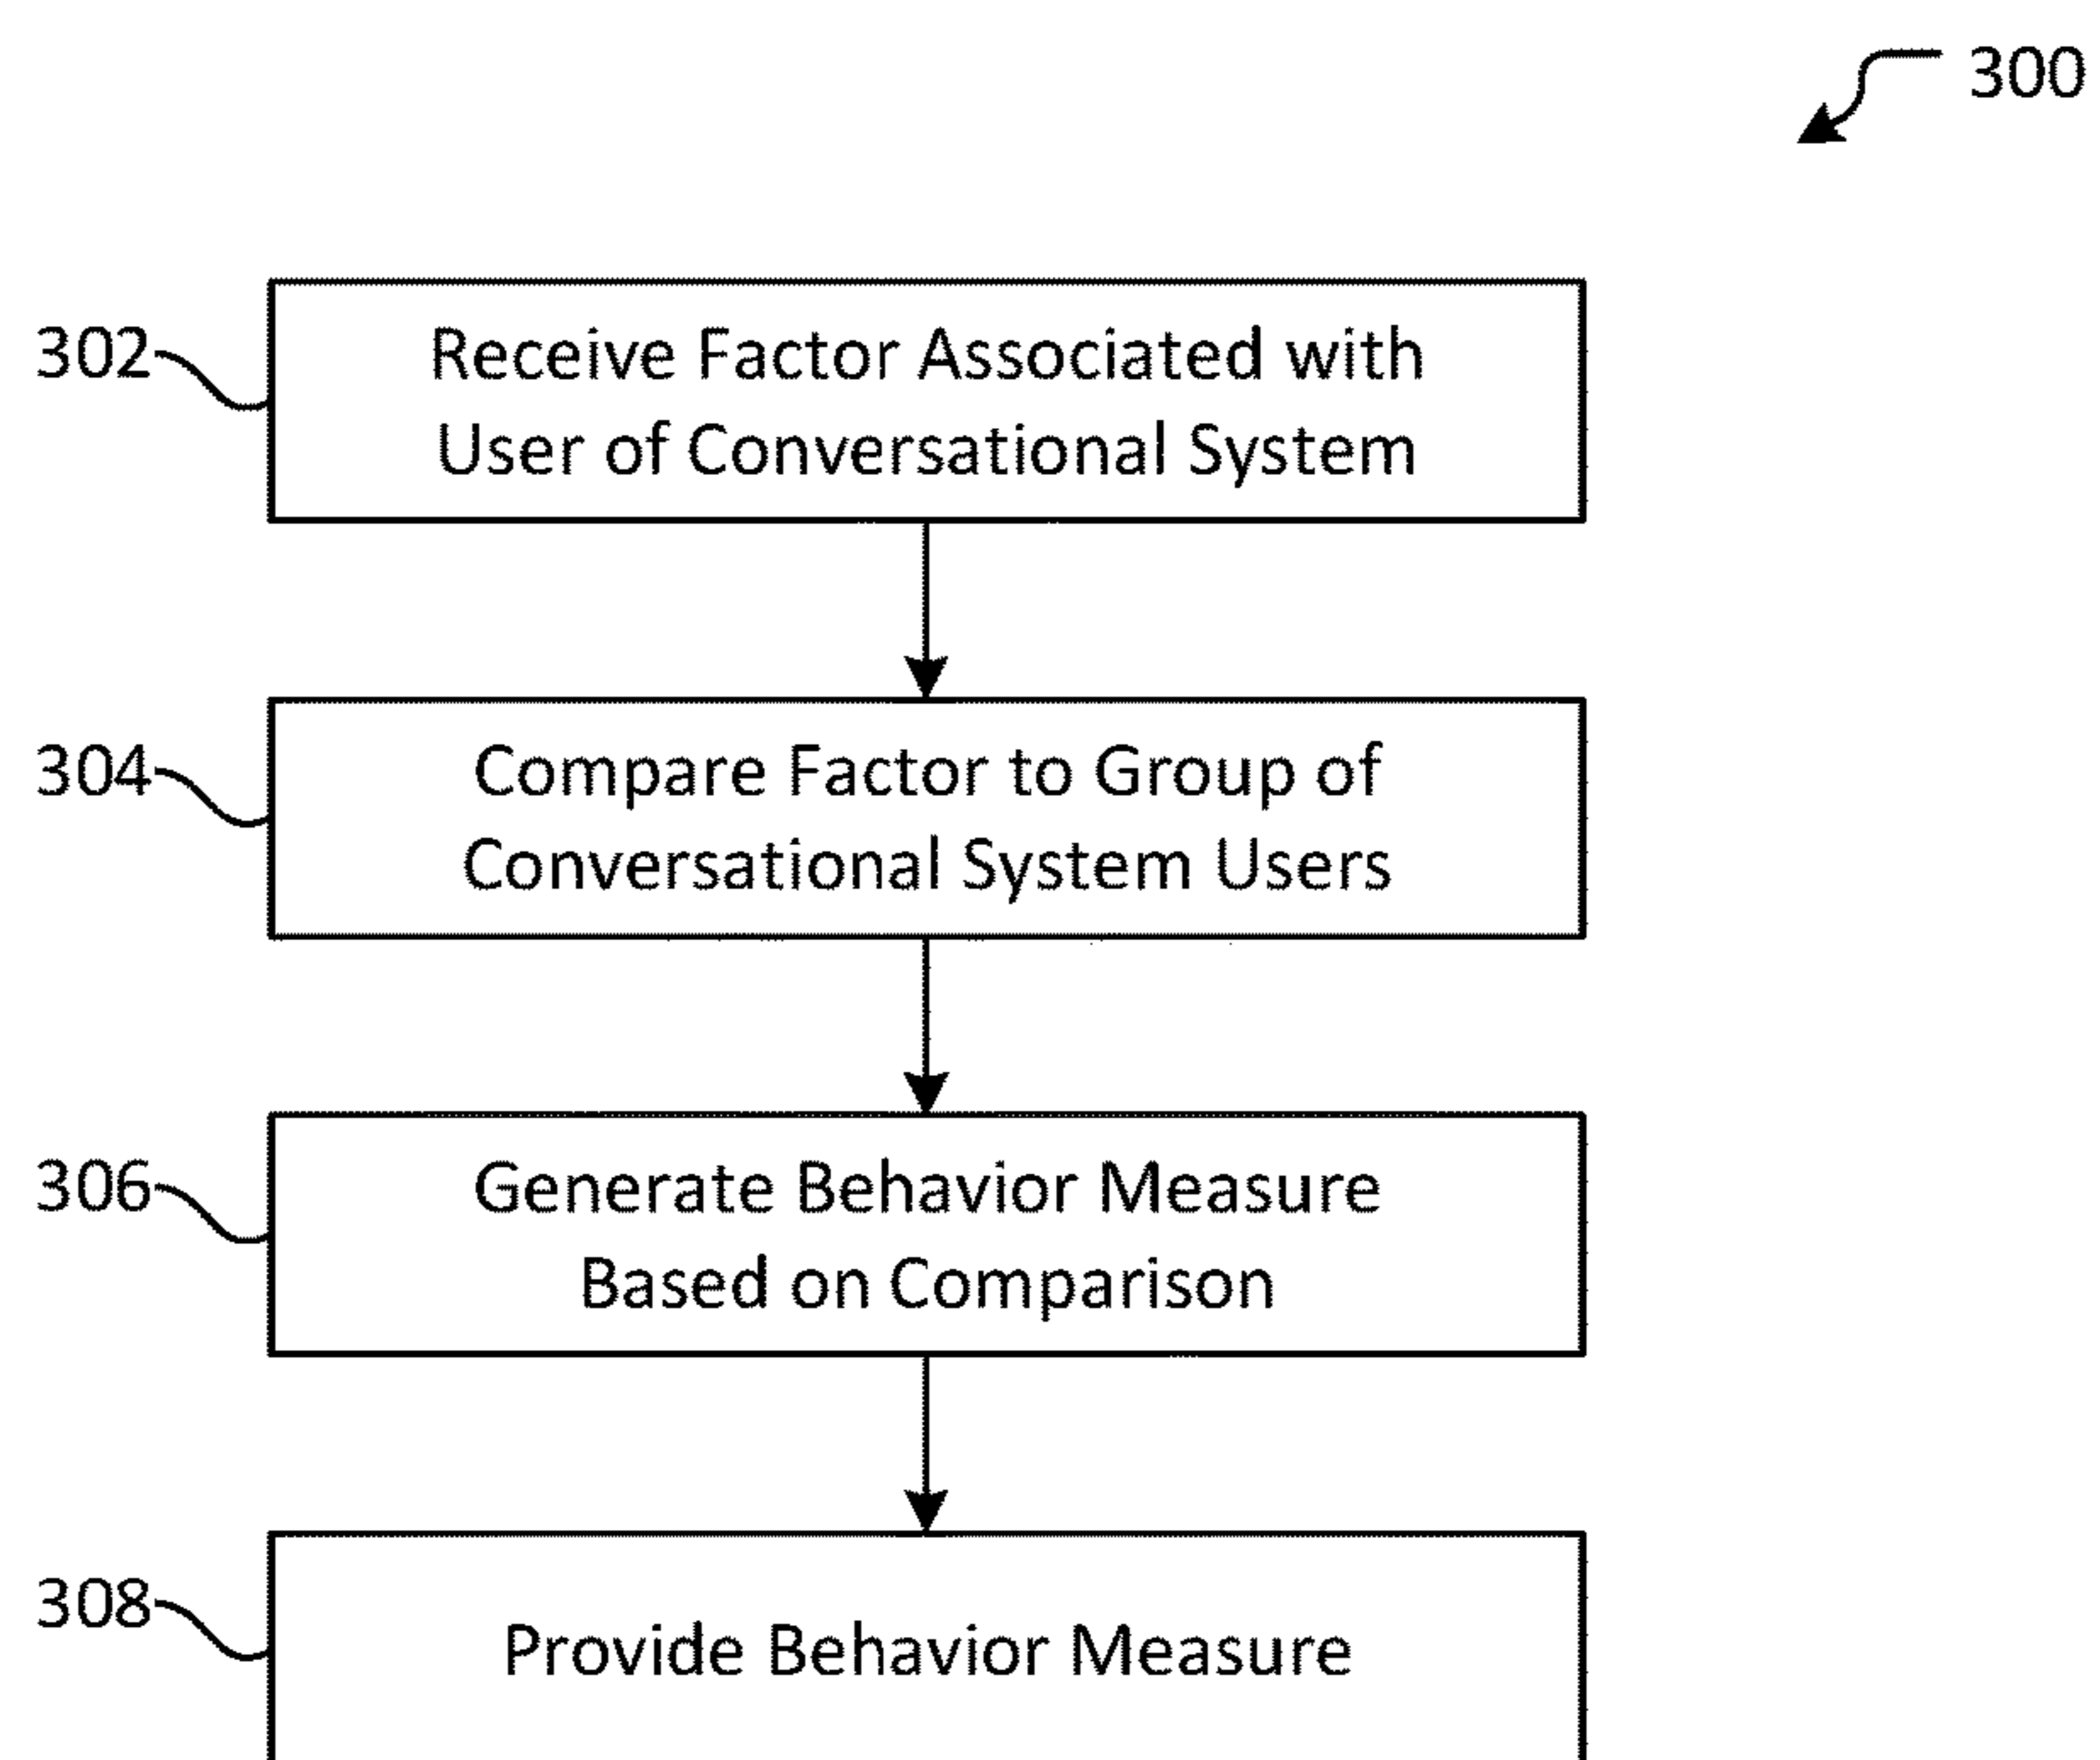 300
302
Receive Factor Associated with
User of Conversational System
304
Compare Factor to Group of
Conversational System Users
306
Generate Behavior Measure
Based on Comparison
308
Provide Behavior Measure